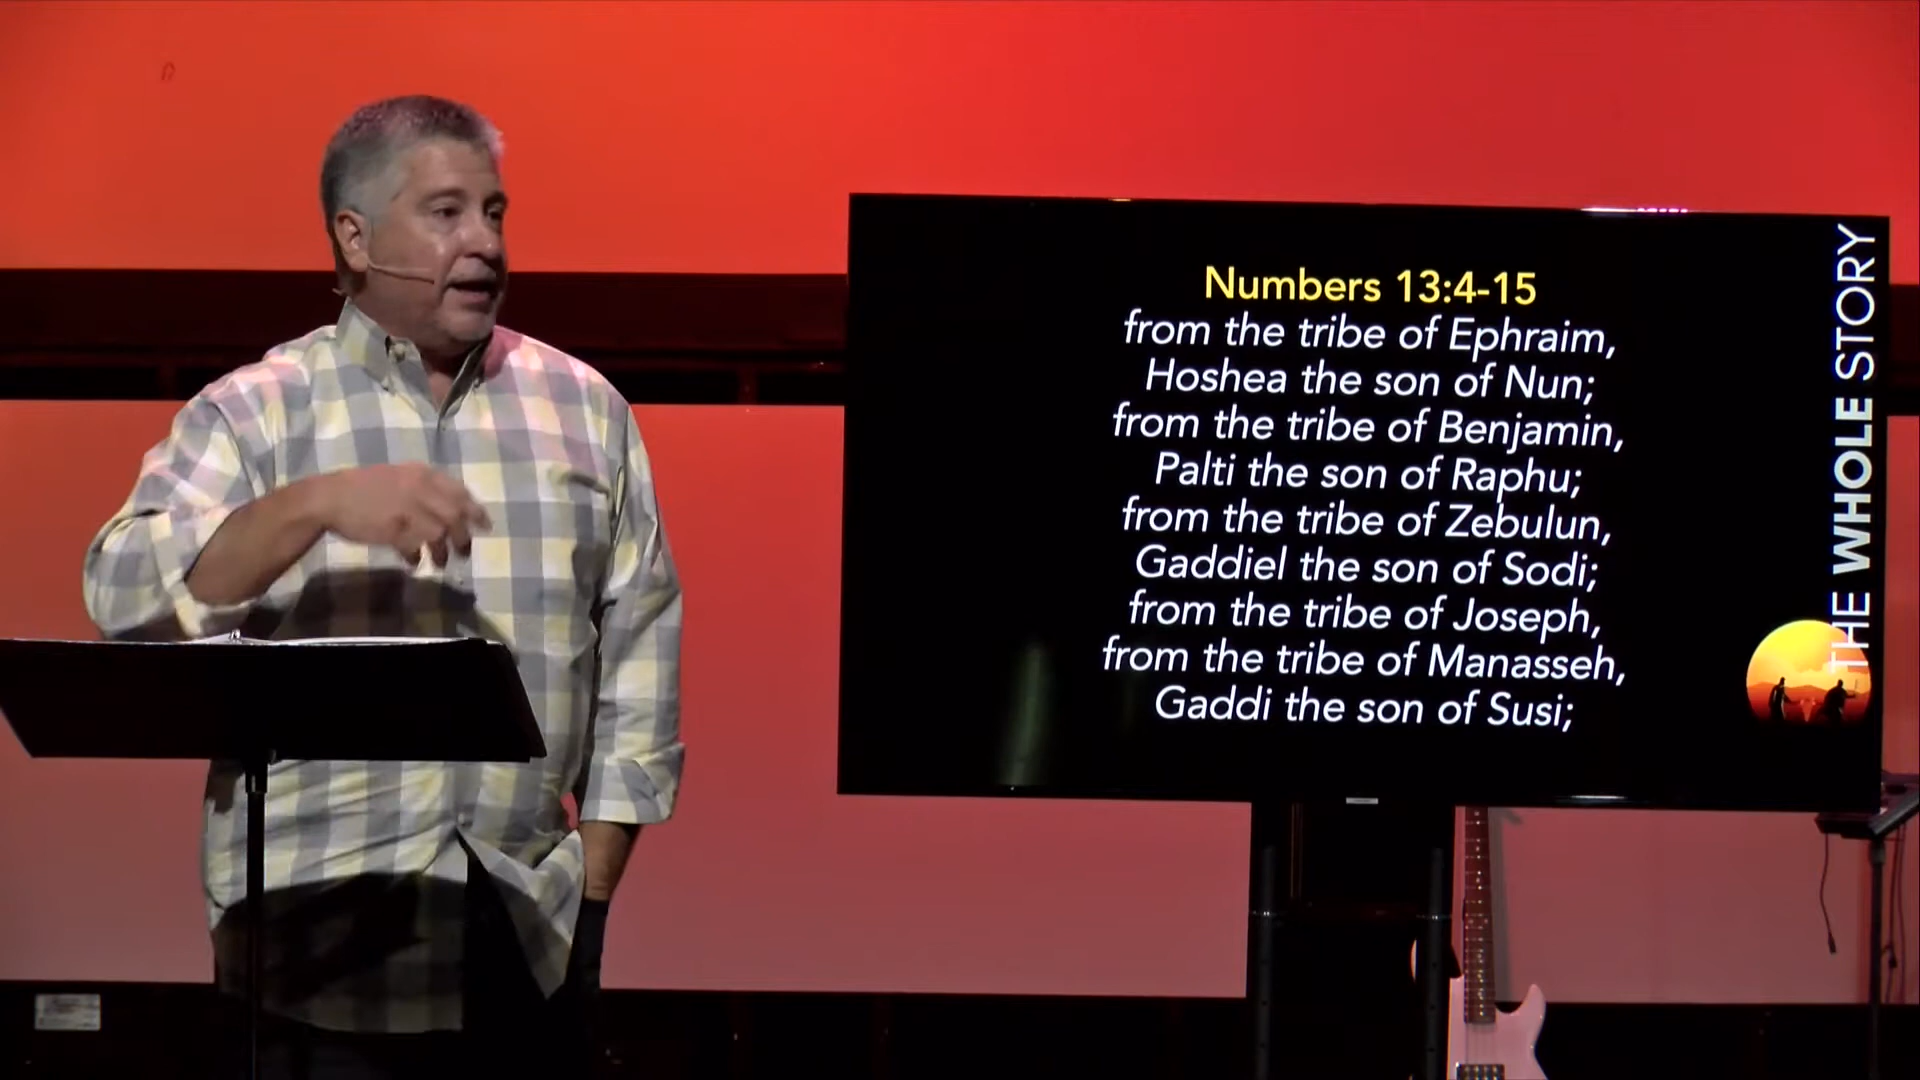 Numbers 13:4-15
from the tribe of Ephraim,
Hoshea the son of Nun;
from the tribe of Benjamin,
Palti the son of Raphu;
from the tribe of Zebulun,
Gaddiel the son of Sodi;
from the tribe of Joseph,
from the tribe of Manasseh,
Gaddi the son of Susi;
THE WHOLE STORY